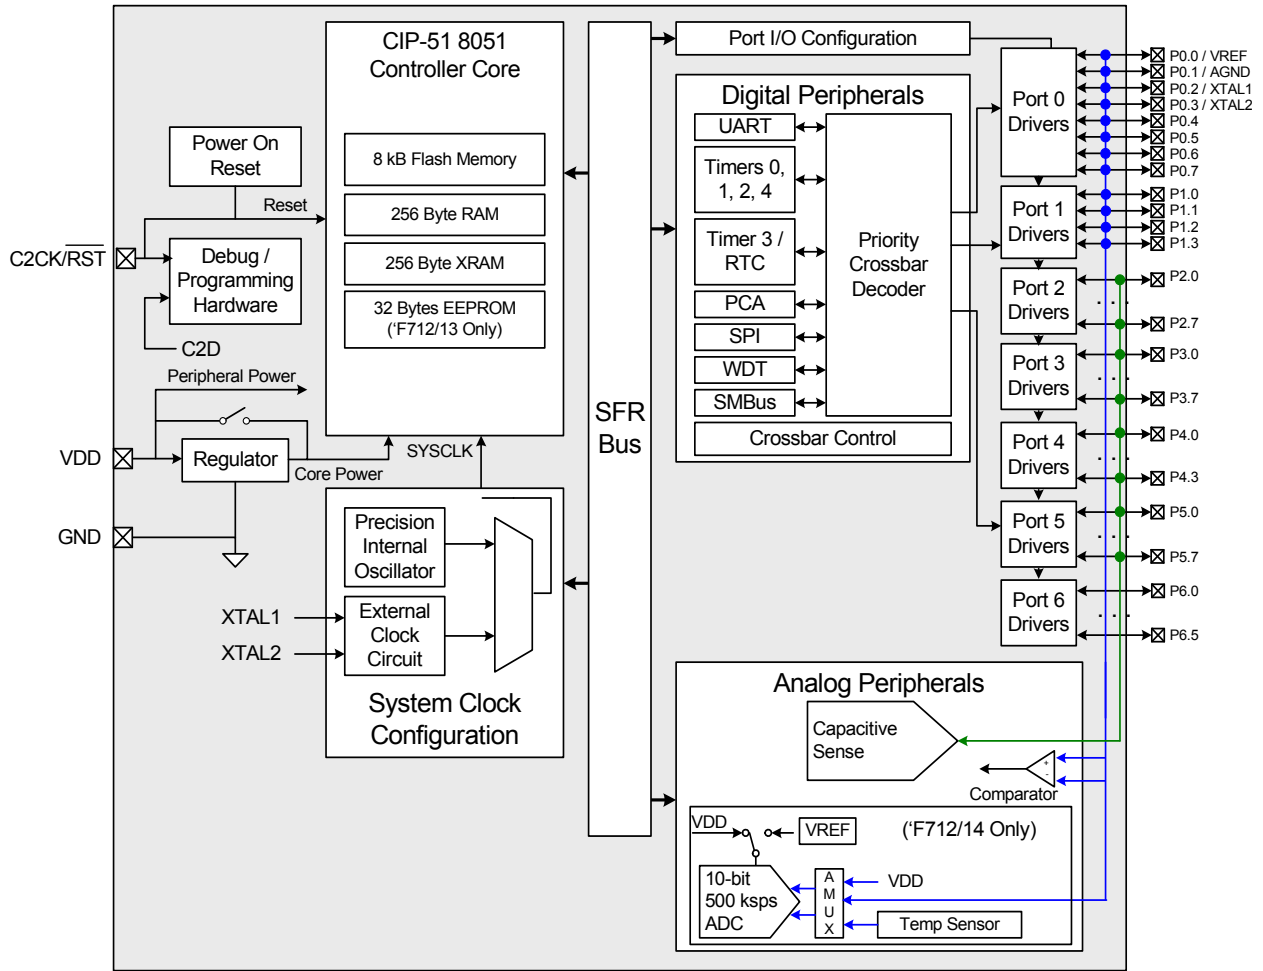 CIP-51 8051
Controller Core
8 kB Flash Memory
256 Byte RAM
256 Byte XRAM
32 Bytes EEPROM
(‘F712/13 Only)
Power On
Reset
Reset
C2CK/RST
Debug /
Programming
Hardware
C2D
Peripheral Power
VDD
Regulator
Core Power
SYSCLK
GND
Precision
Internal
Oscillator
XTAL1
XTAL2
External
Clock
Circuit
System Clock
Configuration
SFR
Bus
Port I/O Configuration
Digital Peripherals
UART
Timers 0,
1, 2, 4
Timer 3 /
RTC
PCA
SPI
WDT
SMBus
Priority
Crossbar
Decoder
Crossbar Control
Port 0
Drivers
Port 1
Drivers
Port 2
Drivers
Port 3
Drivers
Port 4
Drivers
Port 5
Drivers
Port 6
Drivers
P0.0 / VREF
P0.1 / AGND
P0.2 / XTAL1
P0.3 / XTAL2
P0.4
P0.5
P0.6
P0.7
P1.0
P1.1
P1.2
P1.3
P2.0
. . .
P2.7
P3.0
. . .
P3.7
P4.0
. . .
P4.3
P5.0
. . .
P5.7
P6.0
. . .
P6.5
Analog Peripherals
Capacitive
Sense
+
-
Comparator
VDD
VREF
(‘F712/14 Only)
10-bit
500 ksps
ADC
A
M
U
X
VDD
Temp Sensor